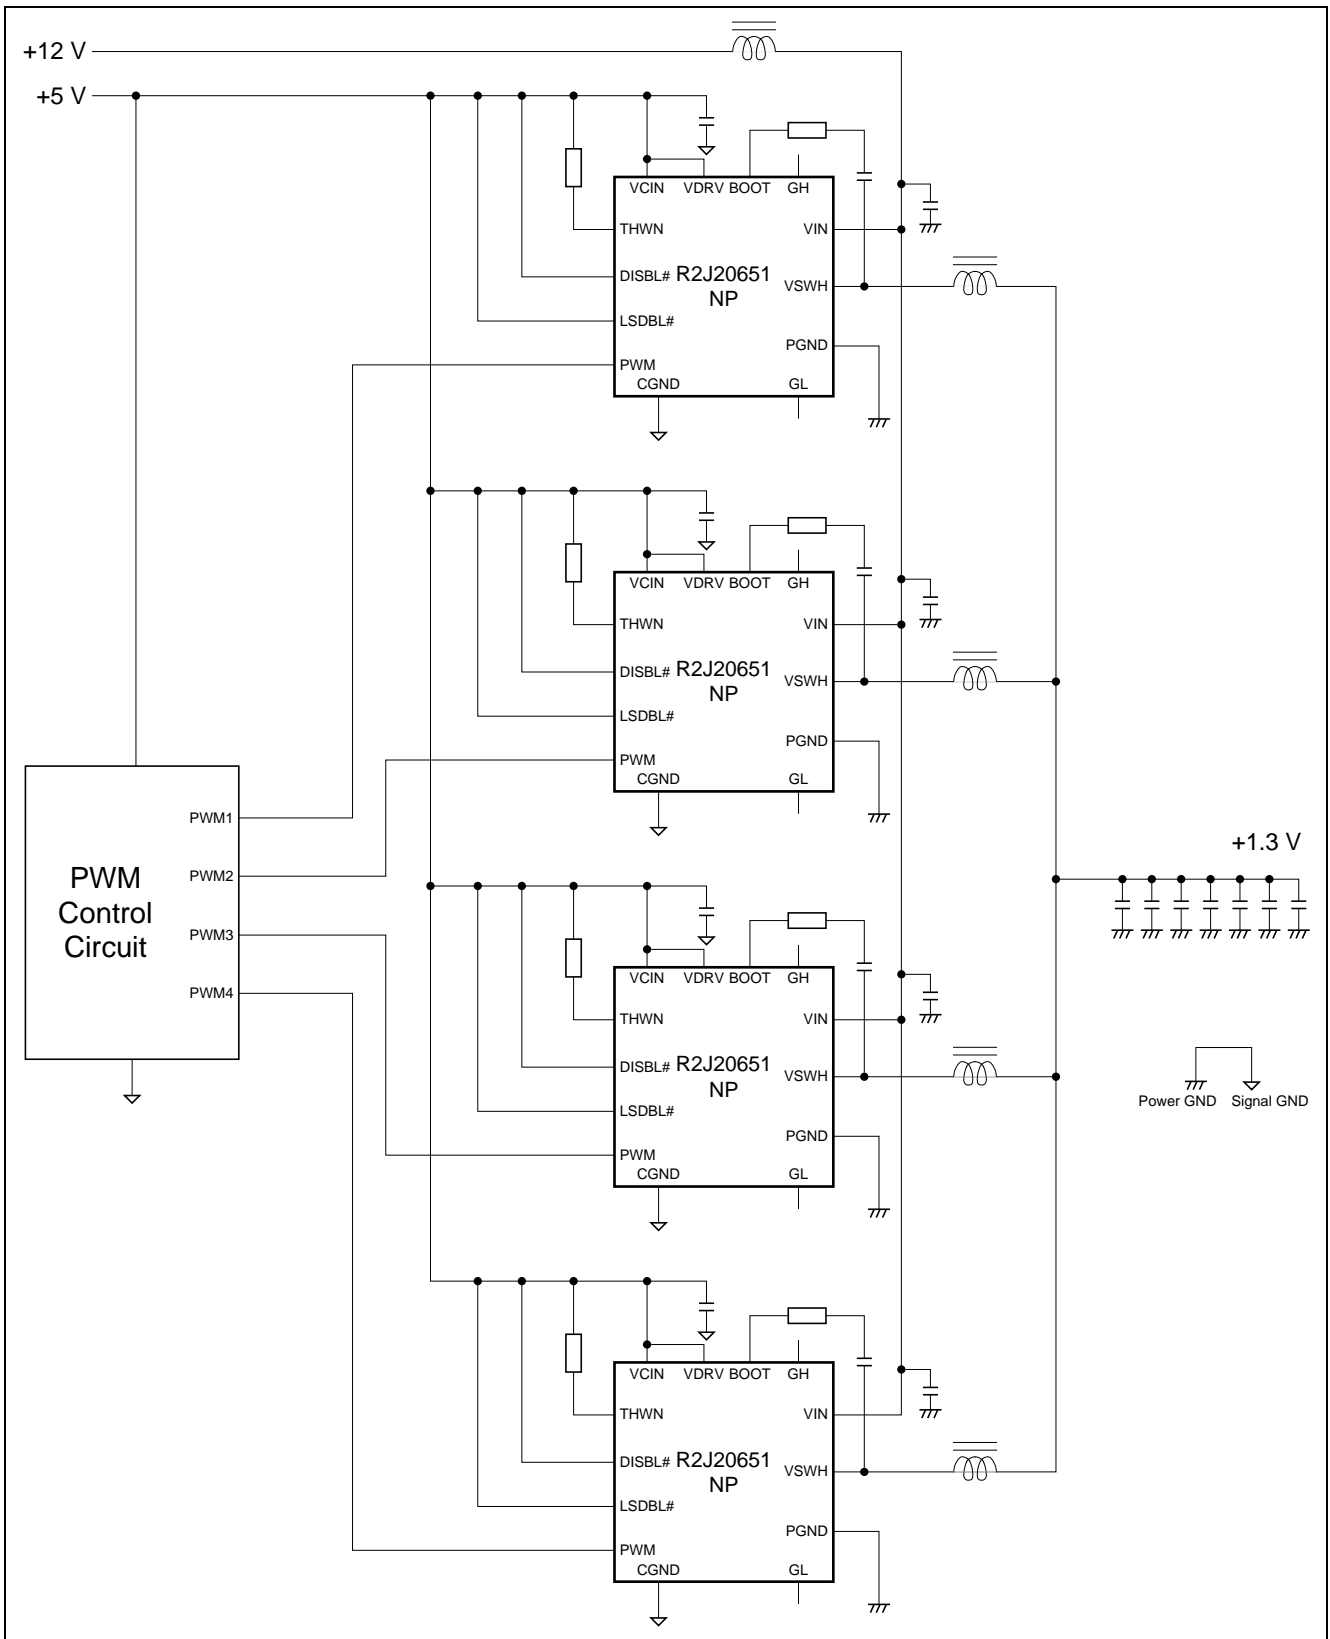 +12 V
+5 V
VCIN VDRV BOOT GH
THWN VIN
DISBL# R2J20651 VSWH
NP
LSDBL#
PGND
PWM
CGND GL
VCIN VDRV BOOT GH
THWN VIN
DISBL# R2J20651 VSWH
NP
LSDBL#
PGND
PWM
CGND GL
PWM
Control
Circuit
PWM1
PWM2
PWM3
PWM4
+1.3 V
VCIN VDRV BOOT GH
THWN VIN
DISBL# R2J20651 VSWH
NP
LSDBL#
PGND
PWM
CGND GL
Power GND Signal GND
VCIN VDRV BOOT GH
THWN VIN
DISBL# R2J20651 VSWH
NP
LSDBL#
PGND
PWM
CGND GL